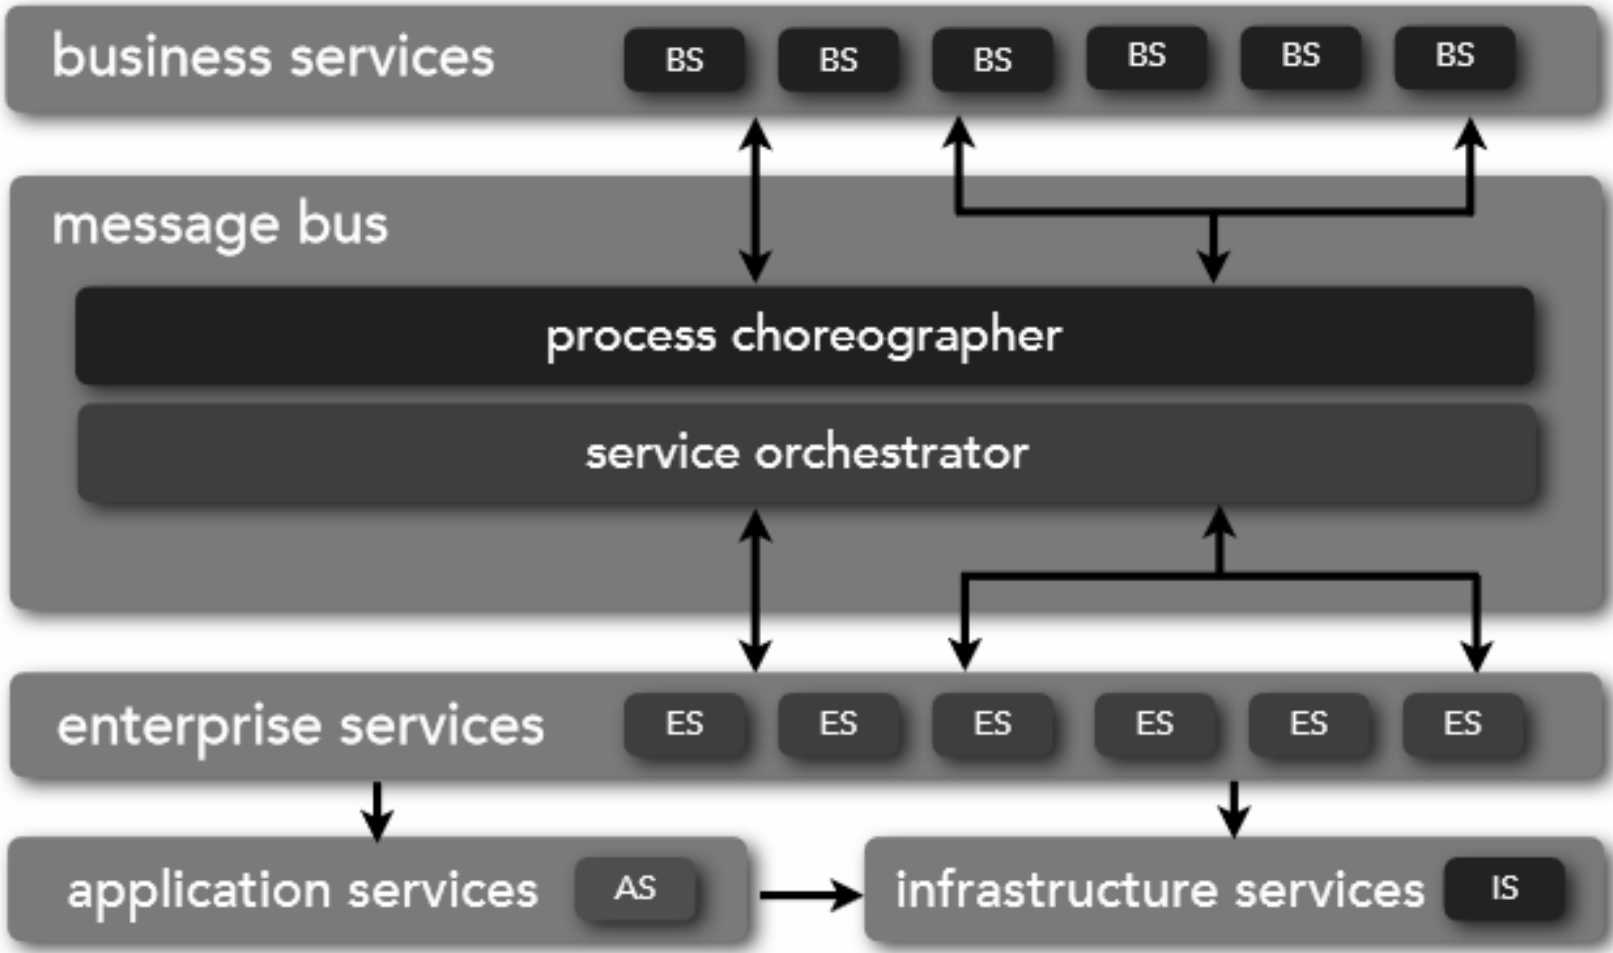 business services BS BS BS BS BS BS
message bus
process choreographer
service orchestrator
enterprise services ES ES ES ES ES ES
application services AS infrastructure services IS